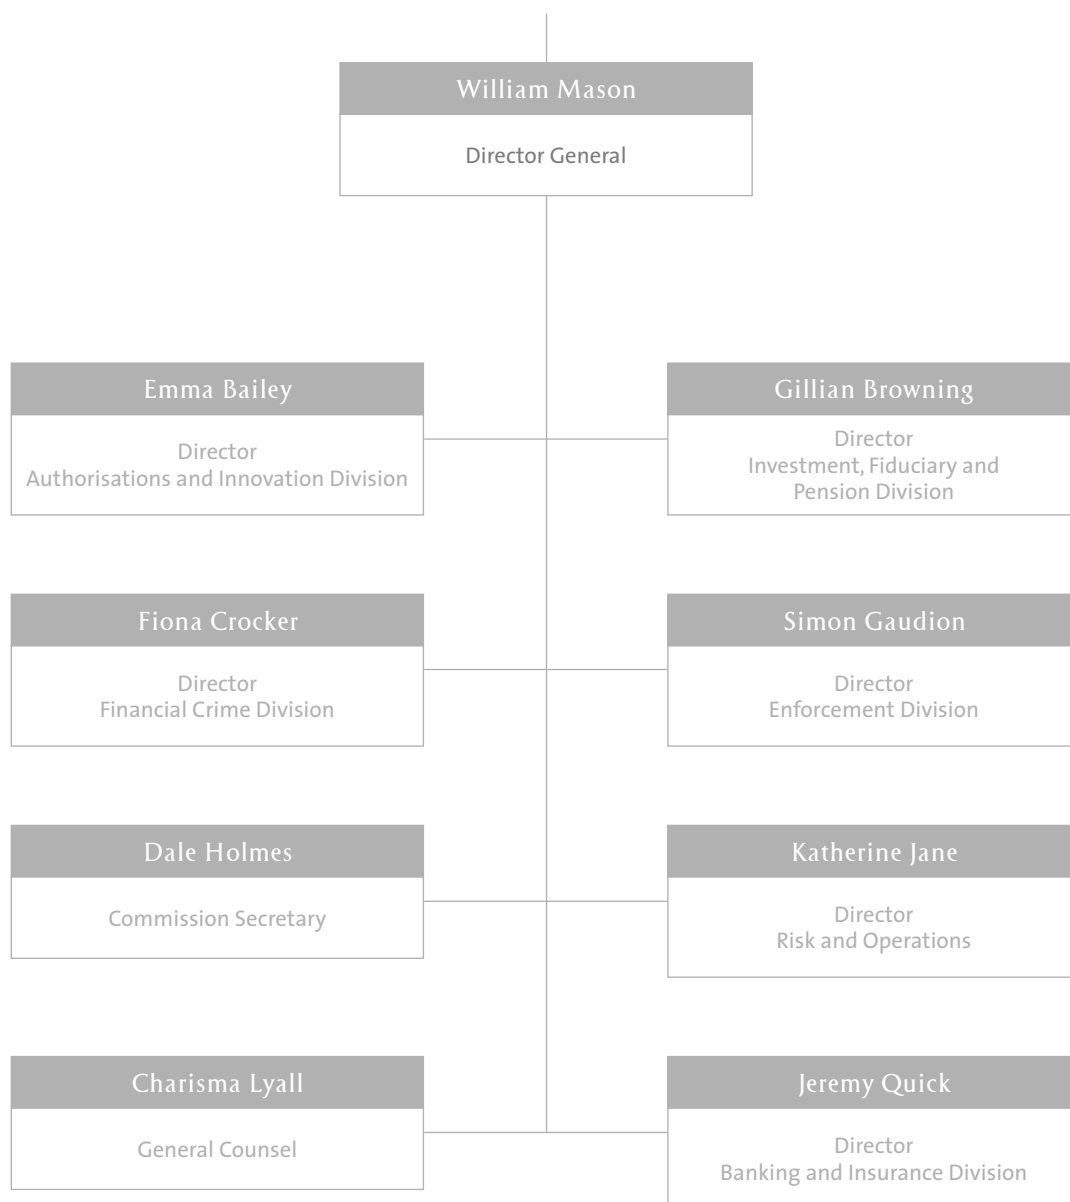 William Mason
Director General
Emma Bailey
Director
Authorisations and Innovation Division
Gillian Browning
Director
Investment, Fiduciary and
Pension Division
Fiona Crocker
Director
Financial Crime Division
Simon Gaudion
Director
Enforcement Division
Dale Holmes
Commission Secretary
Katherine Jane
Director
Risk and Operations
Charisma Lyall
General Counsel
Jeremy Quick
Director
Banking and Insurance Division